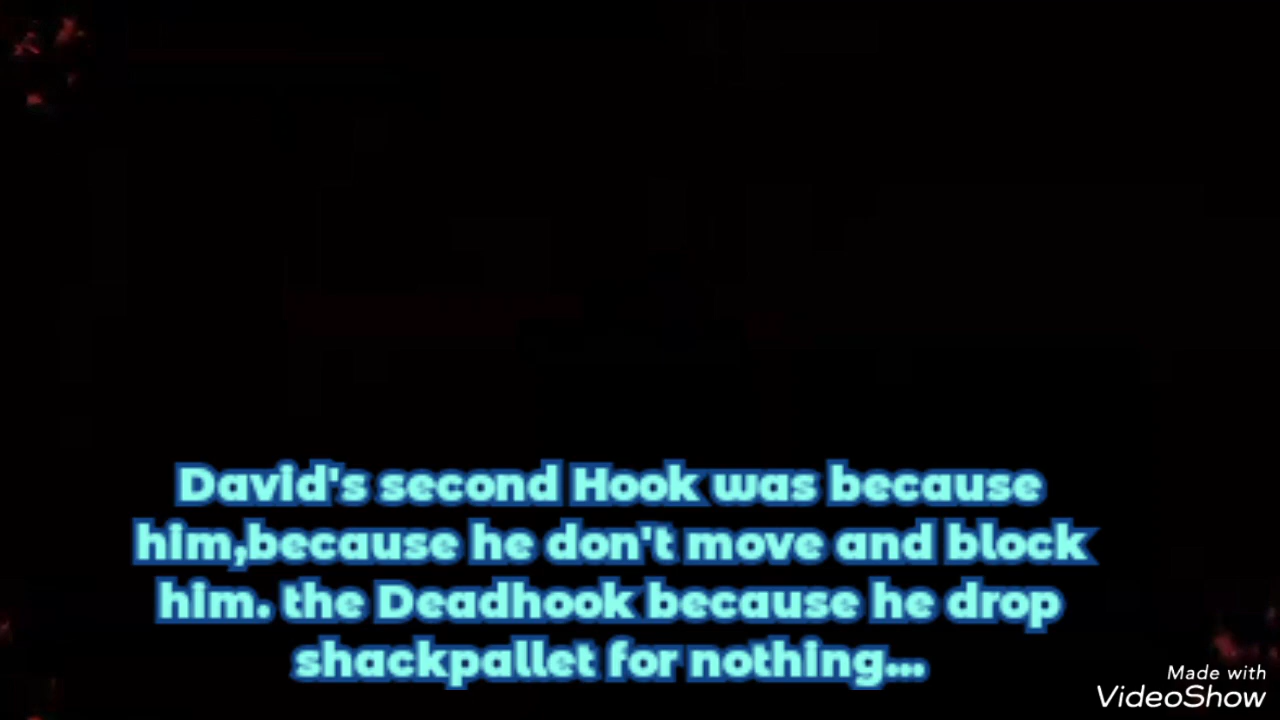 David's second Hook was because
him,because he don't move and block
him. the Deadhook because he drop
shackpallet for nothing...
Made with
VideoShow